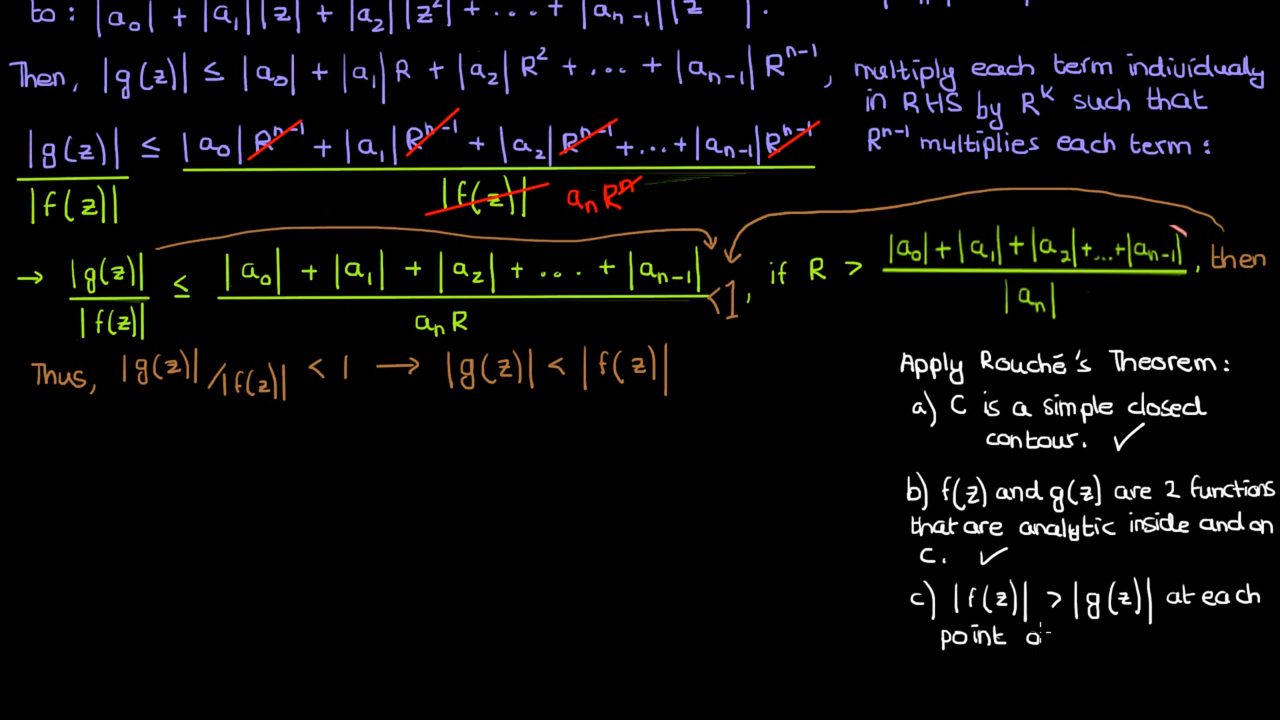 to: |a₀| + |a₁||z| + |a₂||z²| + ... + |aₙ₋₁||z |.
Then, |g(z)| ≤ |a₀| + |a₁| R + |a₂| R² + ... + |aₙ₋₁| Rⁿ⁻¹, multiply each term individualy
in RHS by Rᴷ such that
Rⁿ⁻¹ multiplies each term:
|g(z)| / |f(z)| ≤ |a₀| Rⁿ⁻¹ + |a₁| Rⁿ⁻¹ + |a₂| Rⁿ⁻¹ + ... + |aₙ₋₁| Rⁿ⁻¹ / |f(z)| aₙ Rⁿ
→ |g(z)| / |f(z)| ≤ |a₀| + |a₁| + |a₂| + ... + |aₙ₋₁| / aₙ R < 1, if R > |a₀| + |a₁| + |a₂| + ... + |aₙ₋₁| / |aₙ|, then
Thus, |g(z)| / |f(z)| < 1 → |g(z)| < |f(z)|
Apply Rouché's Theorem:
a) C is a simple closed
contour. ✓
b) f(z) and g(z) are 2 functions
that are analytic inside and on
C. ✓
c) |f(z)| > |g(z)| at each
point o